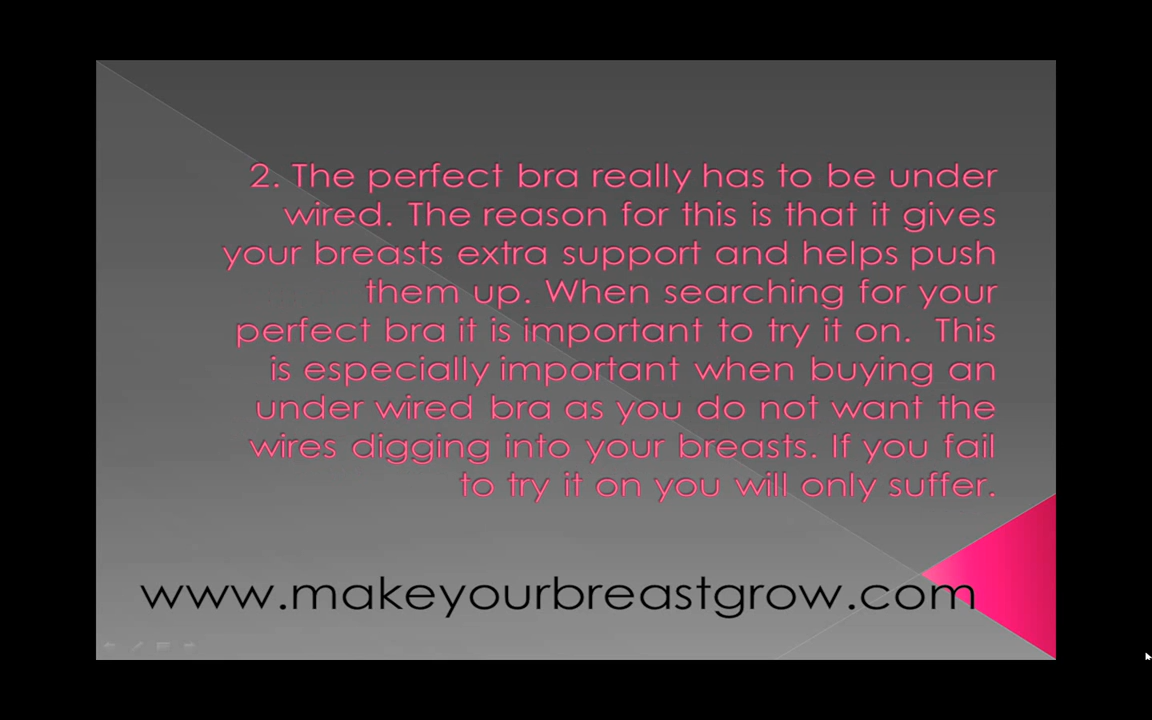 2. The perfect bra really has to be under
wired. The reason for this is that it gives
your breasts extra support and helps push
them up. When searching for your
perfect bra it is important to try it on.  This
is especially important when buying an
under wired bra as you do not want the
wires digging into your breasts. If you fail
to try it on you will only suffer.
www.makeyourbreastgrow.com